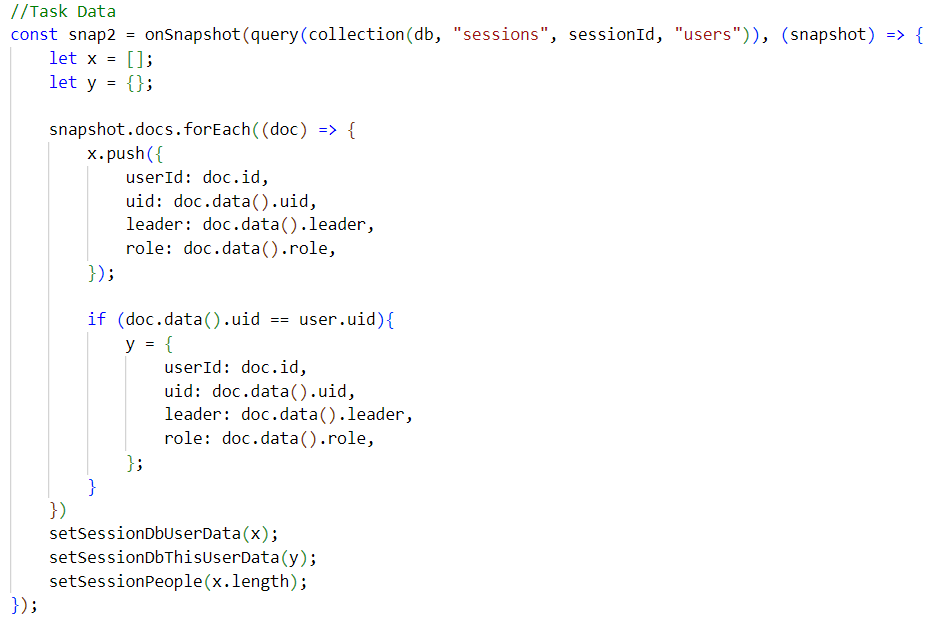 //Task Data
const snap2 = onSnapshot(query(collection(db, "sessions", sessionId, "users")), (snapshot) => {
    let x = [];
    let y = {};

    snapshot.docs.forEach((doc) => {
        x.push({
            userId: doc.id,
            uid: doc.data().uid,
            leader: doc.data().leader,
            role: doc.data().role,
        });

        if (doc.data().uid == user.uid){
            y = {
                userId: doc.id,
                uid: doc.data().uid,
                leader: doc.data().leader,
                role: doc.data().role,
            };
        }
    })
    setSessionDbUserData(x);
    setSessionDbThisUserData(y);
    setSessionPeople(x.length);
});